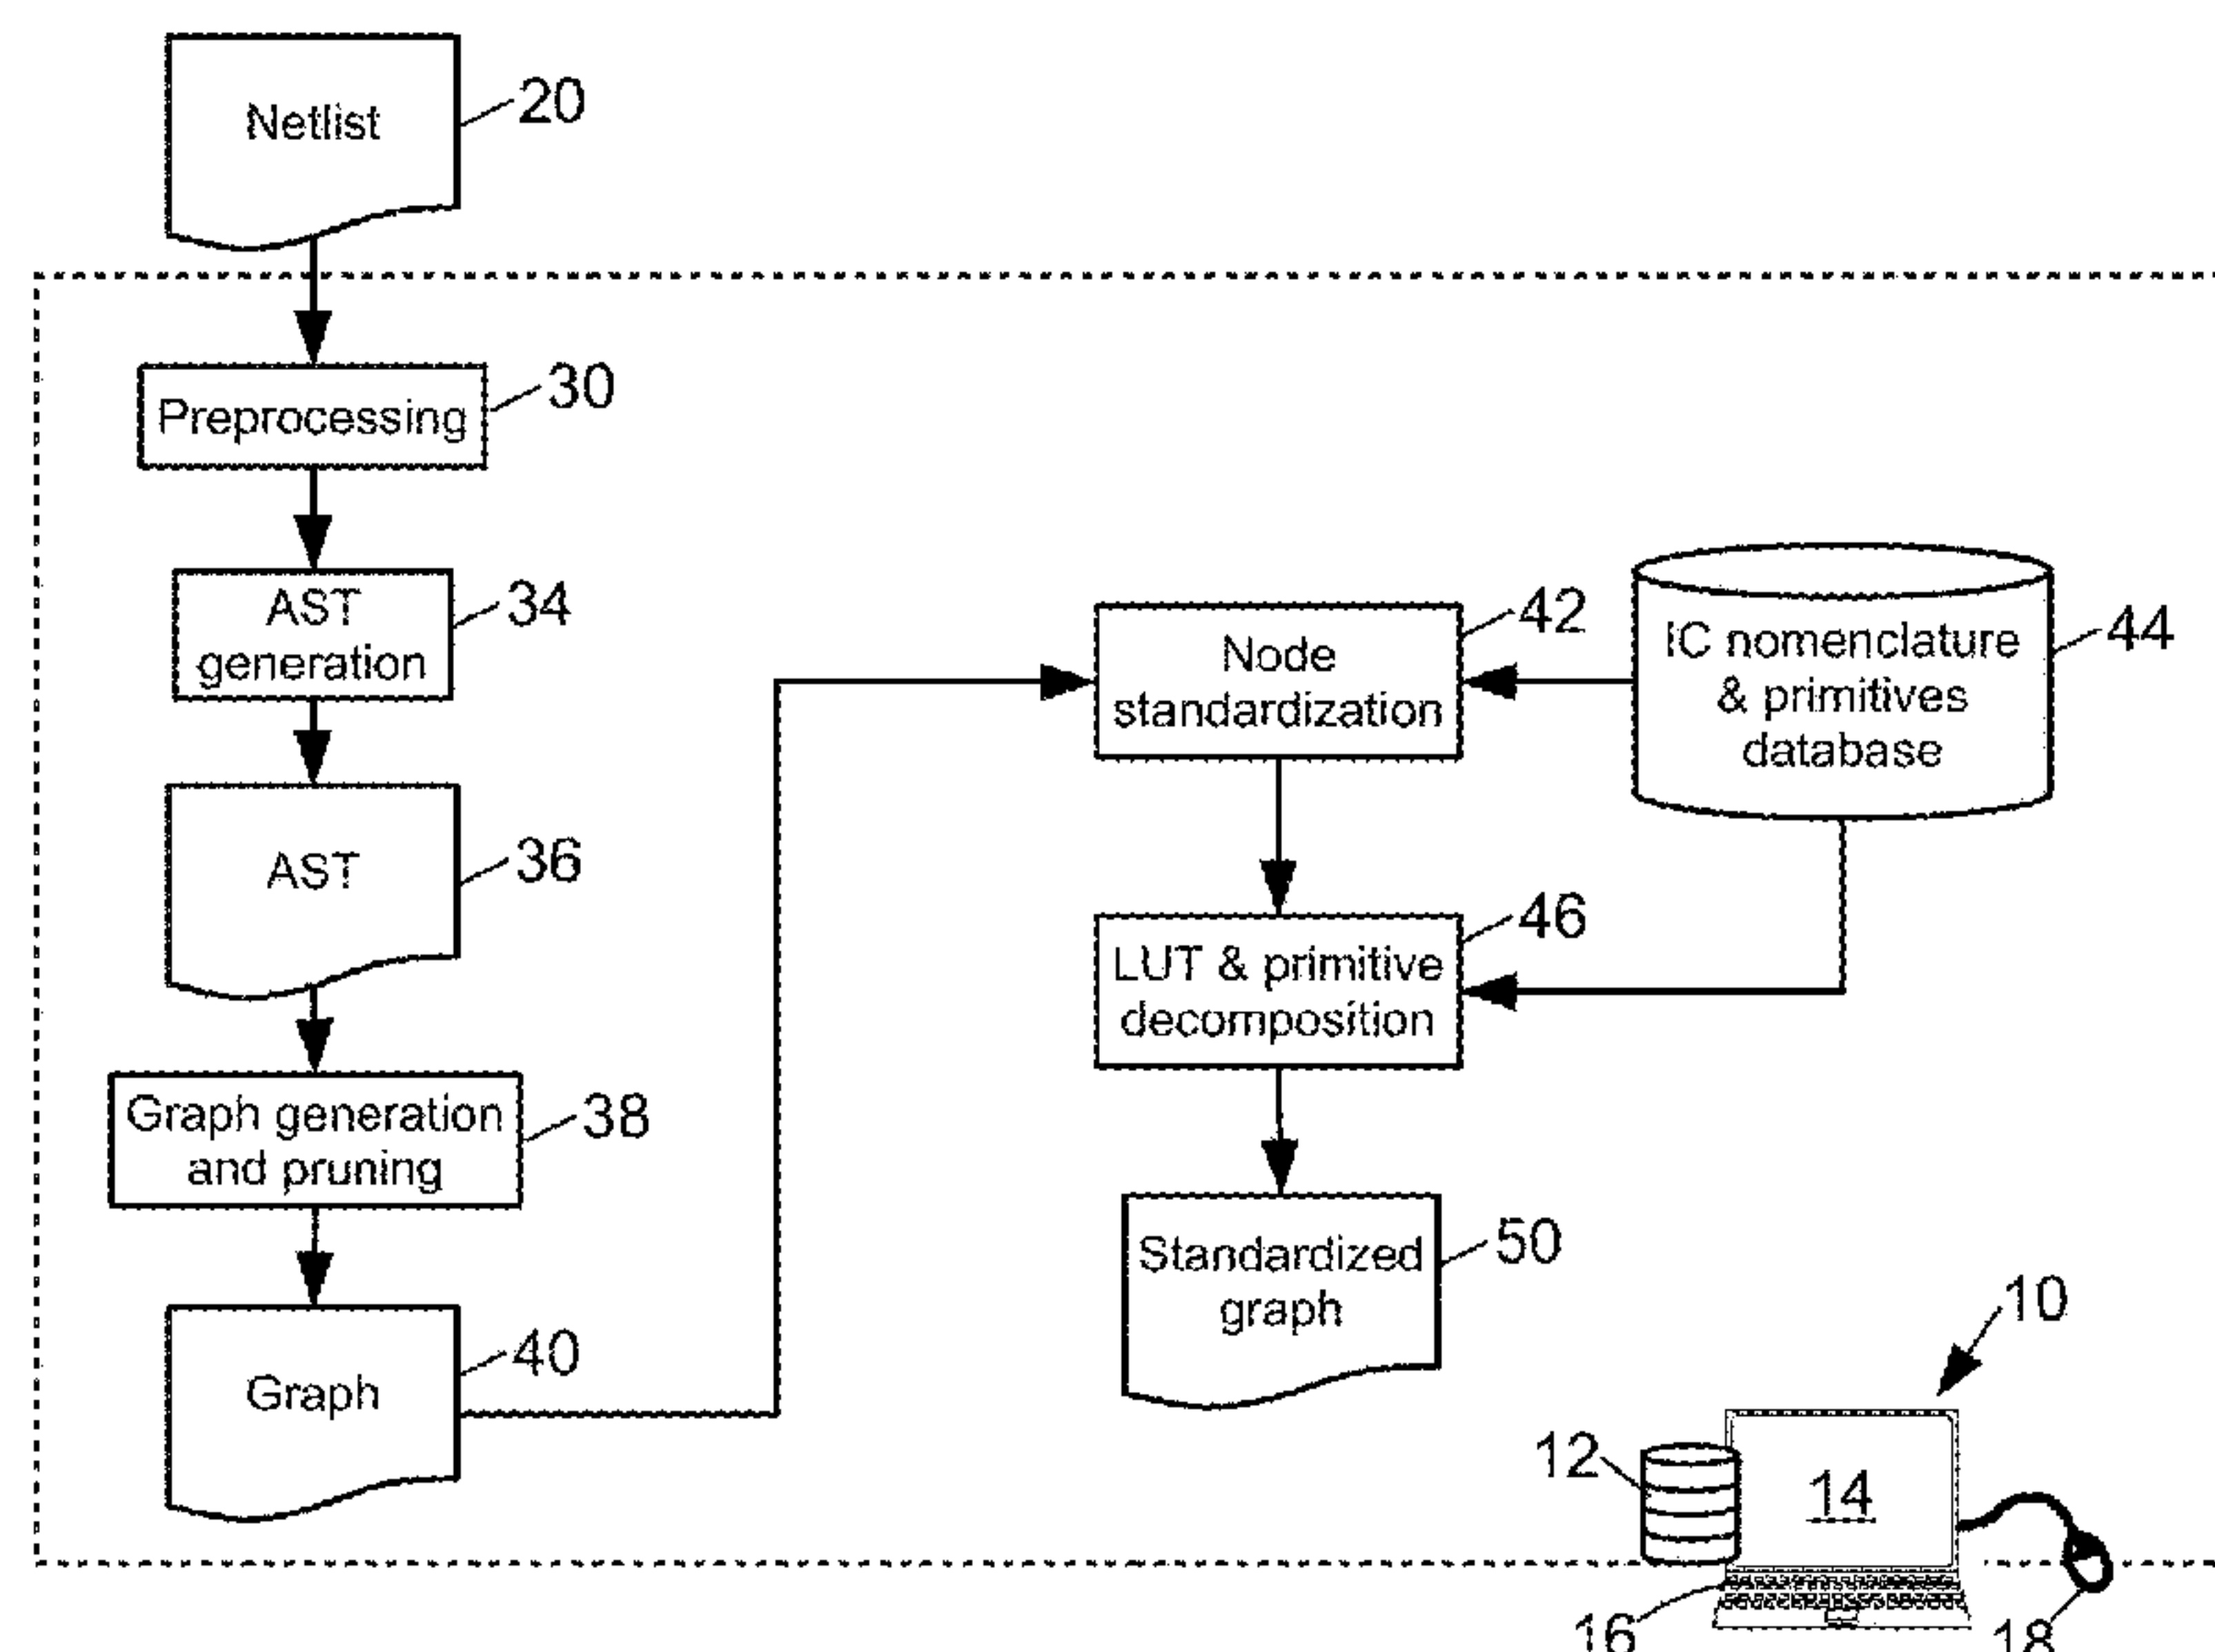 Netlist
20
Preprocessing
30
AST
generation
34
AST
36
Graph generation
and pruning
38
Graph
40
Node
standardization
42
IC nomenclature
& primitives
database
44
LUT & primitive
decomposition
46
Standardized
graph
50
10
12
14
16
18